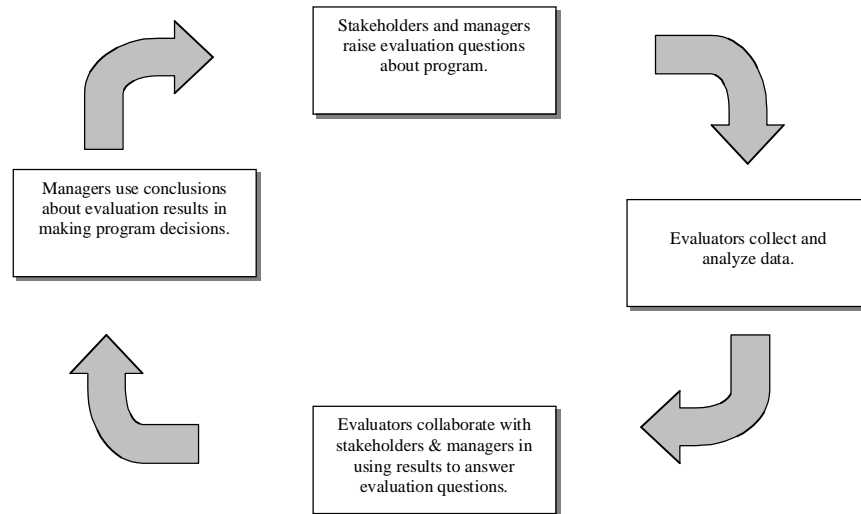 Stakeholders and managers
raise evaluation questions
about program.
Evaluators collect and
analyze data.
Evaluators collaborate with
stakeholders & managers in
using results to answer
evaluation questions.
Managers use conclusions
about evaluation results in
making program decisions.